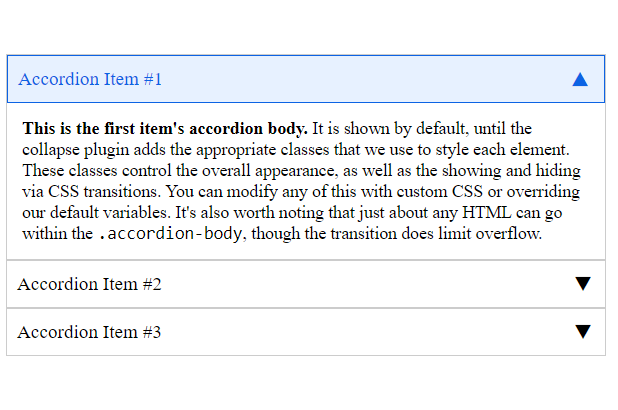 Accordion Item #1
This is the first item's accordion body. It is shown by default, until the
collapse plugin adds the appropriate classes that we use to style each element.
These classes control the overall appearance, as well as the showing and hiding
via CSS transitions. You can modify any of this with custom CSS or overriding
our default variables. It's also worth noting that just about any HTML can go
within the .accordion-body, though the transition does limit overflow.
Accordion Item #2
Accordion Item #3